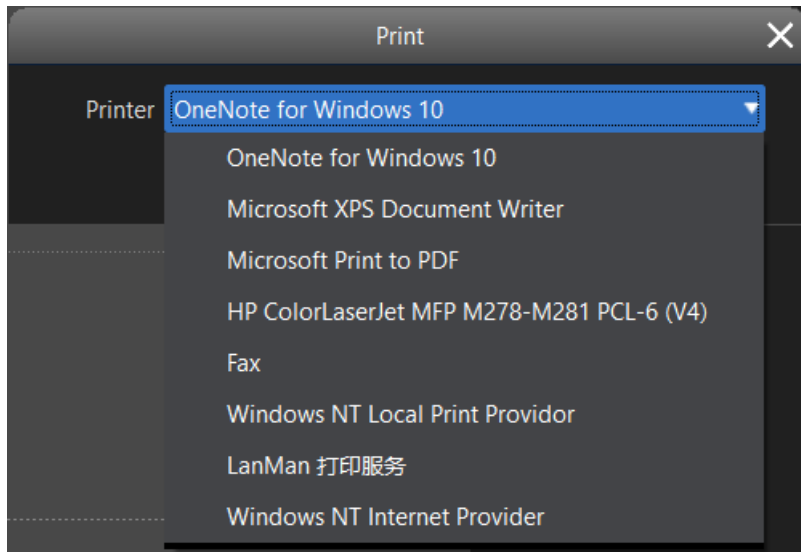 Print
Printer OneNote for Windows 10
OneNote for Windows 10
Microsoft XPS Document Writer
Microsoft Print to PDF
HP ColorLaserJet MFP M278-M281 PCL-6 (V4)
Fax
Windows NT Local Print Providor
LanMan 打印服务
Windows NT Internet Provider